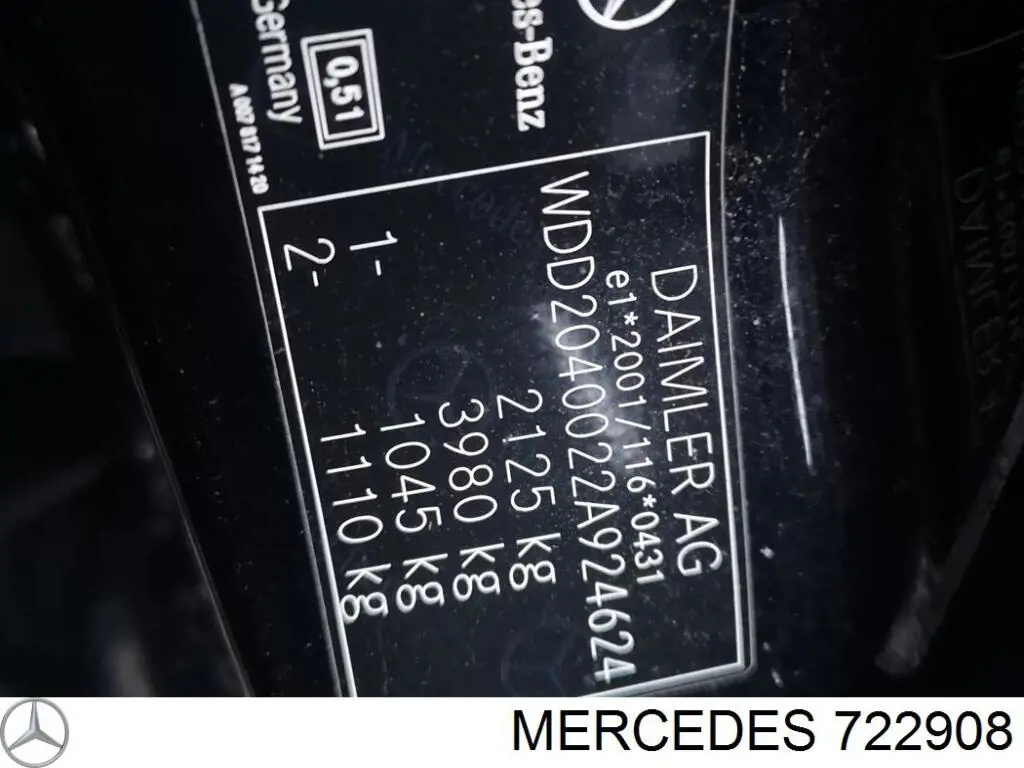 es-Benz
Germany
0,51
A 007 817 14 20
DAIMLER AG
e1*2001/116*0431
WDD2040022A924624
2125 kg
3980 kg
1- 1045 kg
2- 1110 kg
MERCEDES 722908